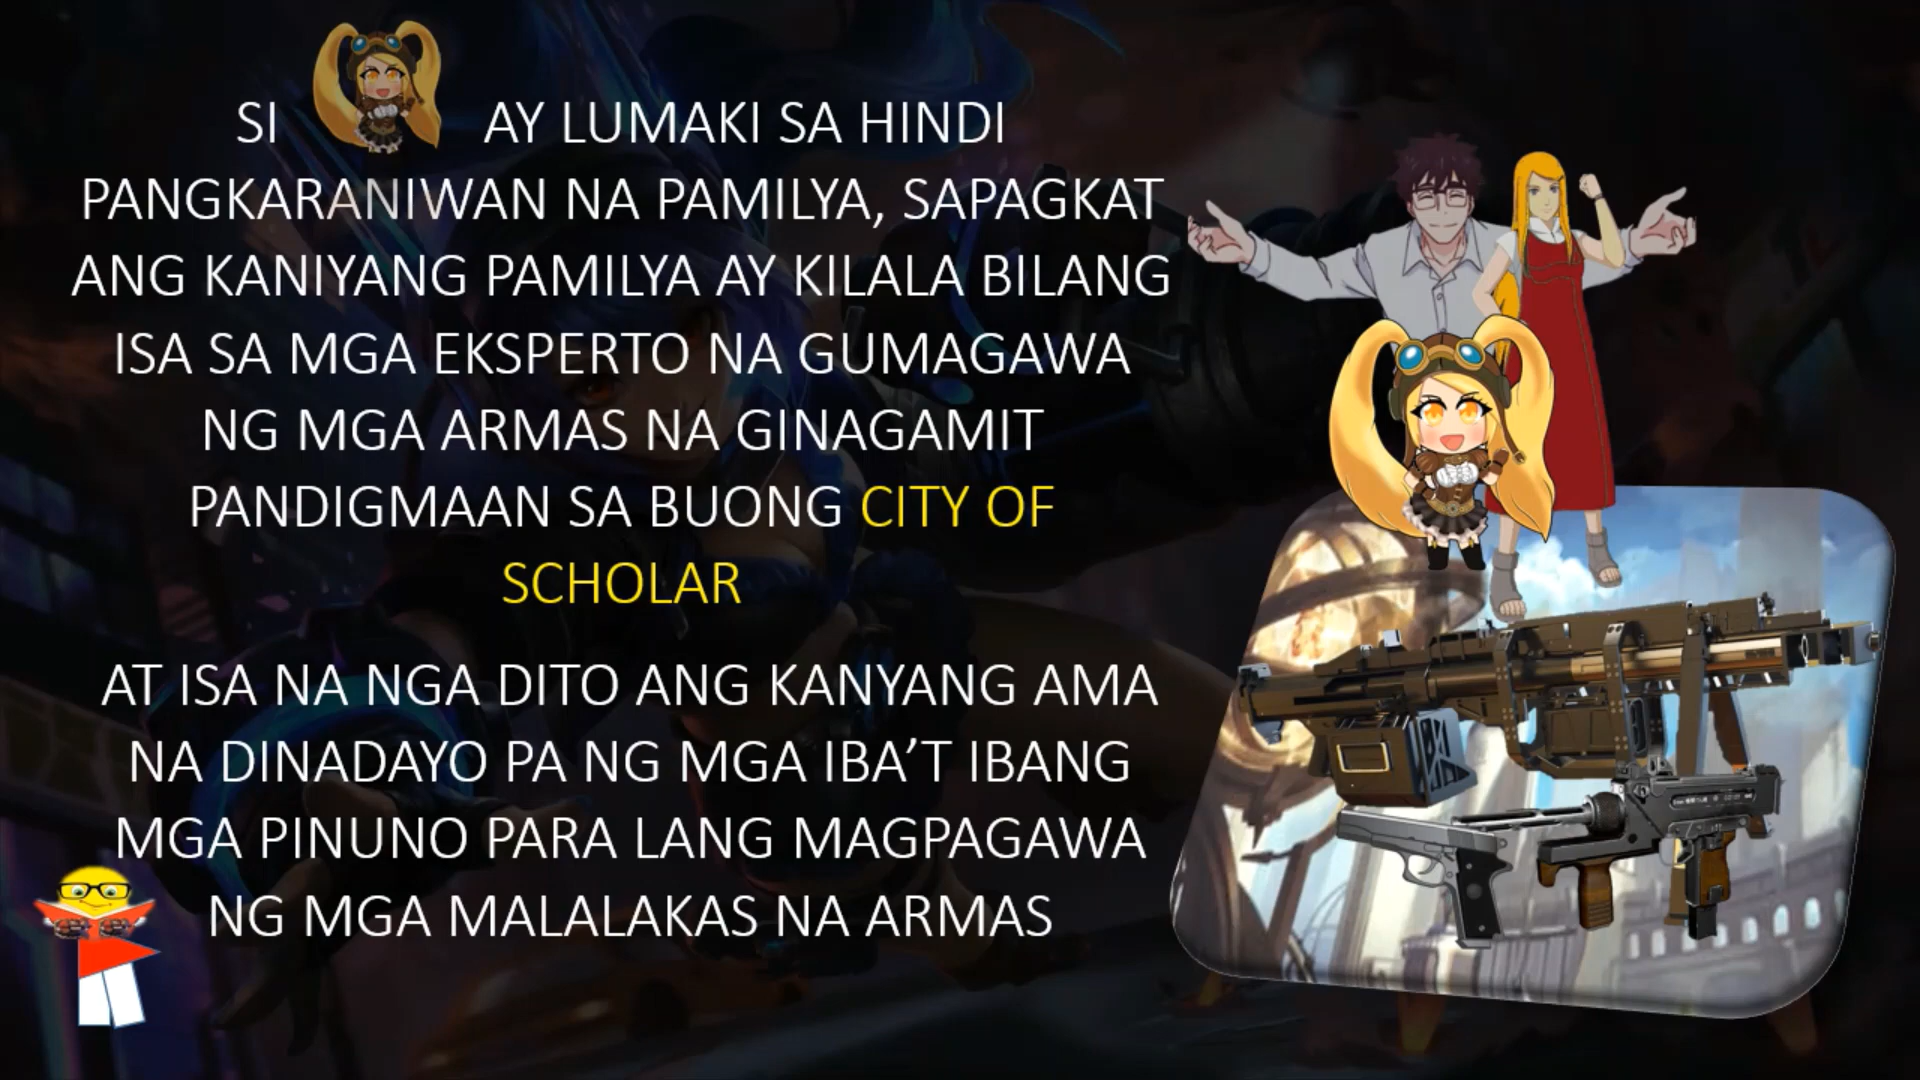 SI AY LUMAKI SA HINDI
PANGKARANIWAN NA PAMILYA, SAPAGKAT
ANG KANIYANG PAMILYA AY KILALA BILANG
ISA SA MGA EKSPERTO NA GUMAGAWA
NG MGA ARMAS NA GINAGAMIT
PANDIGMAAN SA BUONG CITY OF
SCHOLAR
AT ISA NA NGA DITO ANG KANYANG AMA
NA DINADAYO PA NG MGA IBA’T IBANG
MGA PINUNO PARA LANG MAGPAGAWA
NG MGA MALALAKAS NA ARMAS